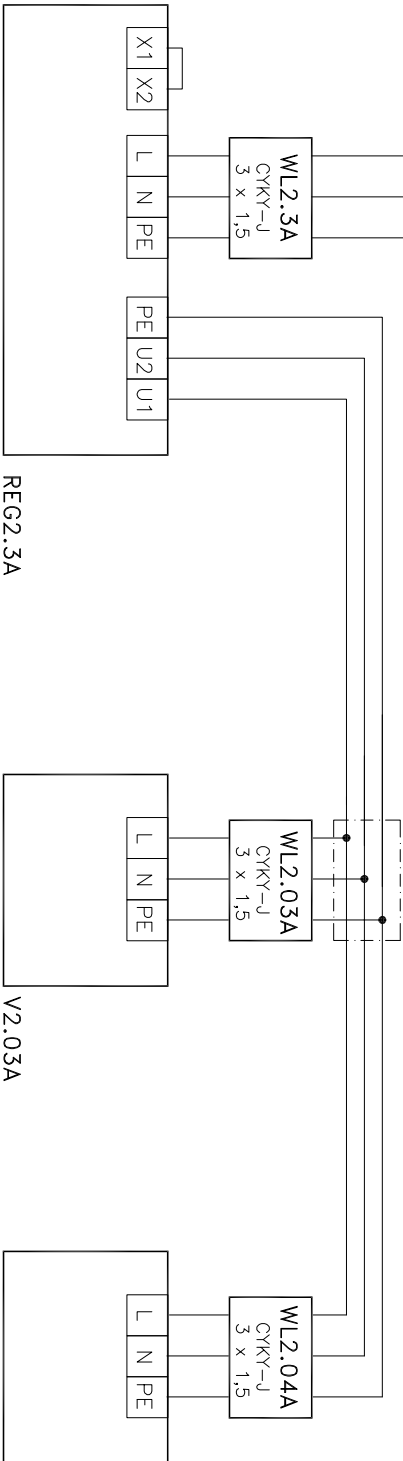 X1
X2
L
N
PE
PE
U2
U1
WL2.3A
CYKY-J
3 x 1,5
REG2.3A
L
N
PE
WL2.03A
CYKY-J
3 x 1,5
V2.03A
L
N
PE
WL2.04A
CYKY-J
3 x 1,5